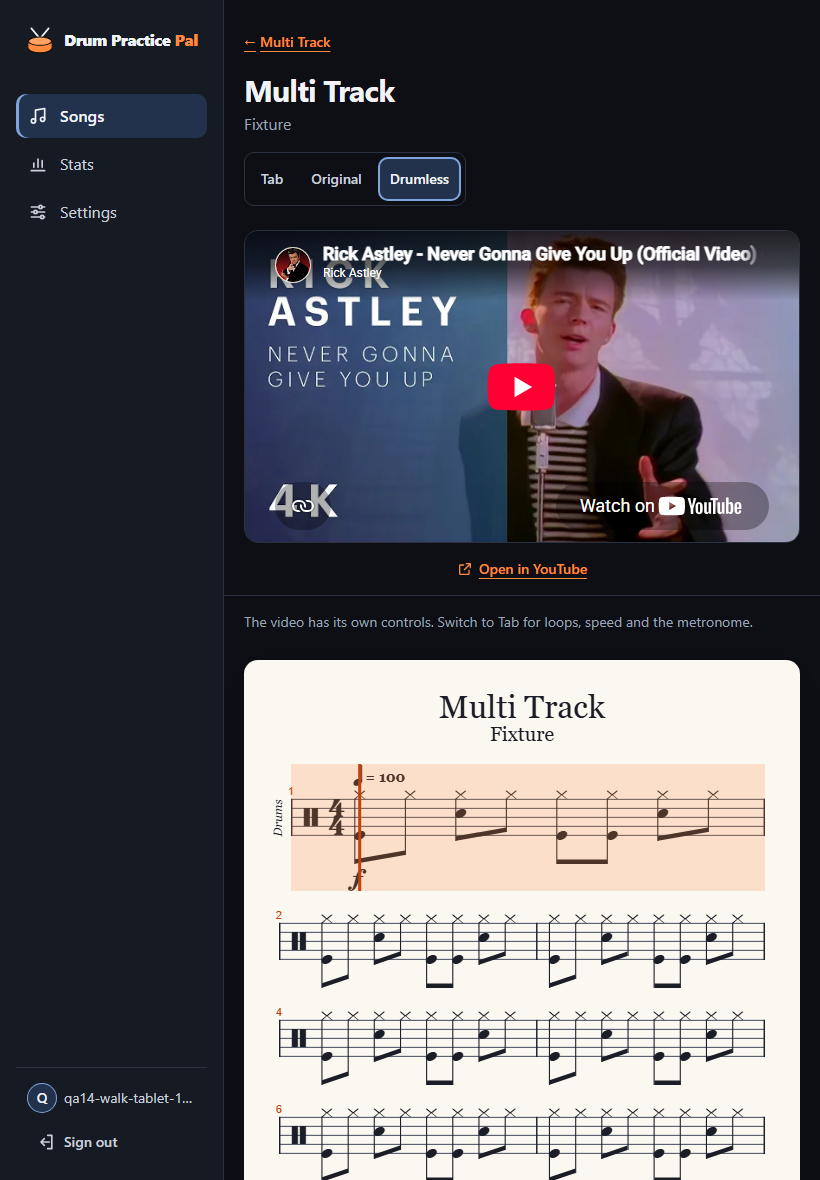 Drum Practice Pal
Songs
Stats
Settings
Q qa14-walk-tablet-1...
Sign out
← Multi Track
Multi Track
Fixture
Tab Original Drumless
Rick Astley - Never Gonna Give You Up (Official Video)
Rick Astley
RICK
ASTLEY
NEVER GONNA
GIVE YOU UP
4K
Watch on YouTube
Open in YouTube
The video has its own controls. Switch to Tab for loops, speed and the metronome.
Multi Track
Fixture
= 100
1
Drums
4
4
f
2
4
6